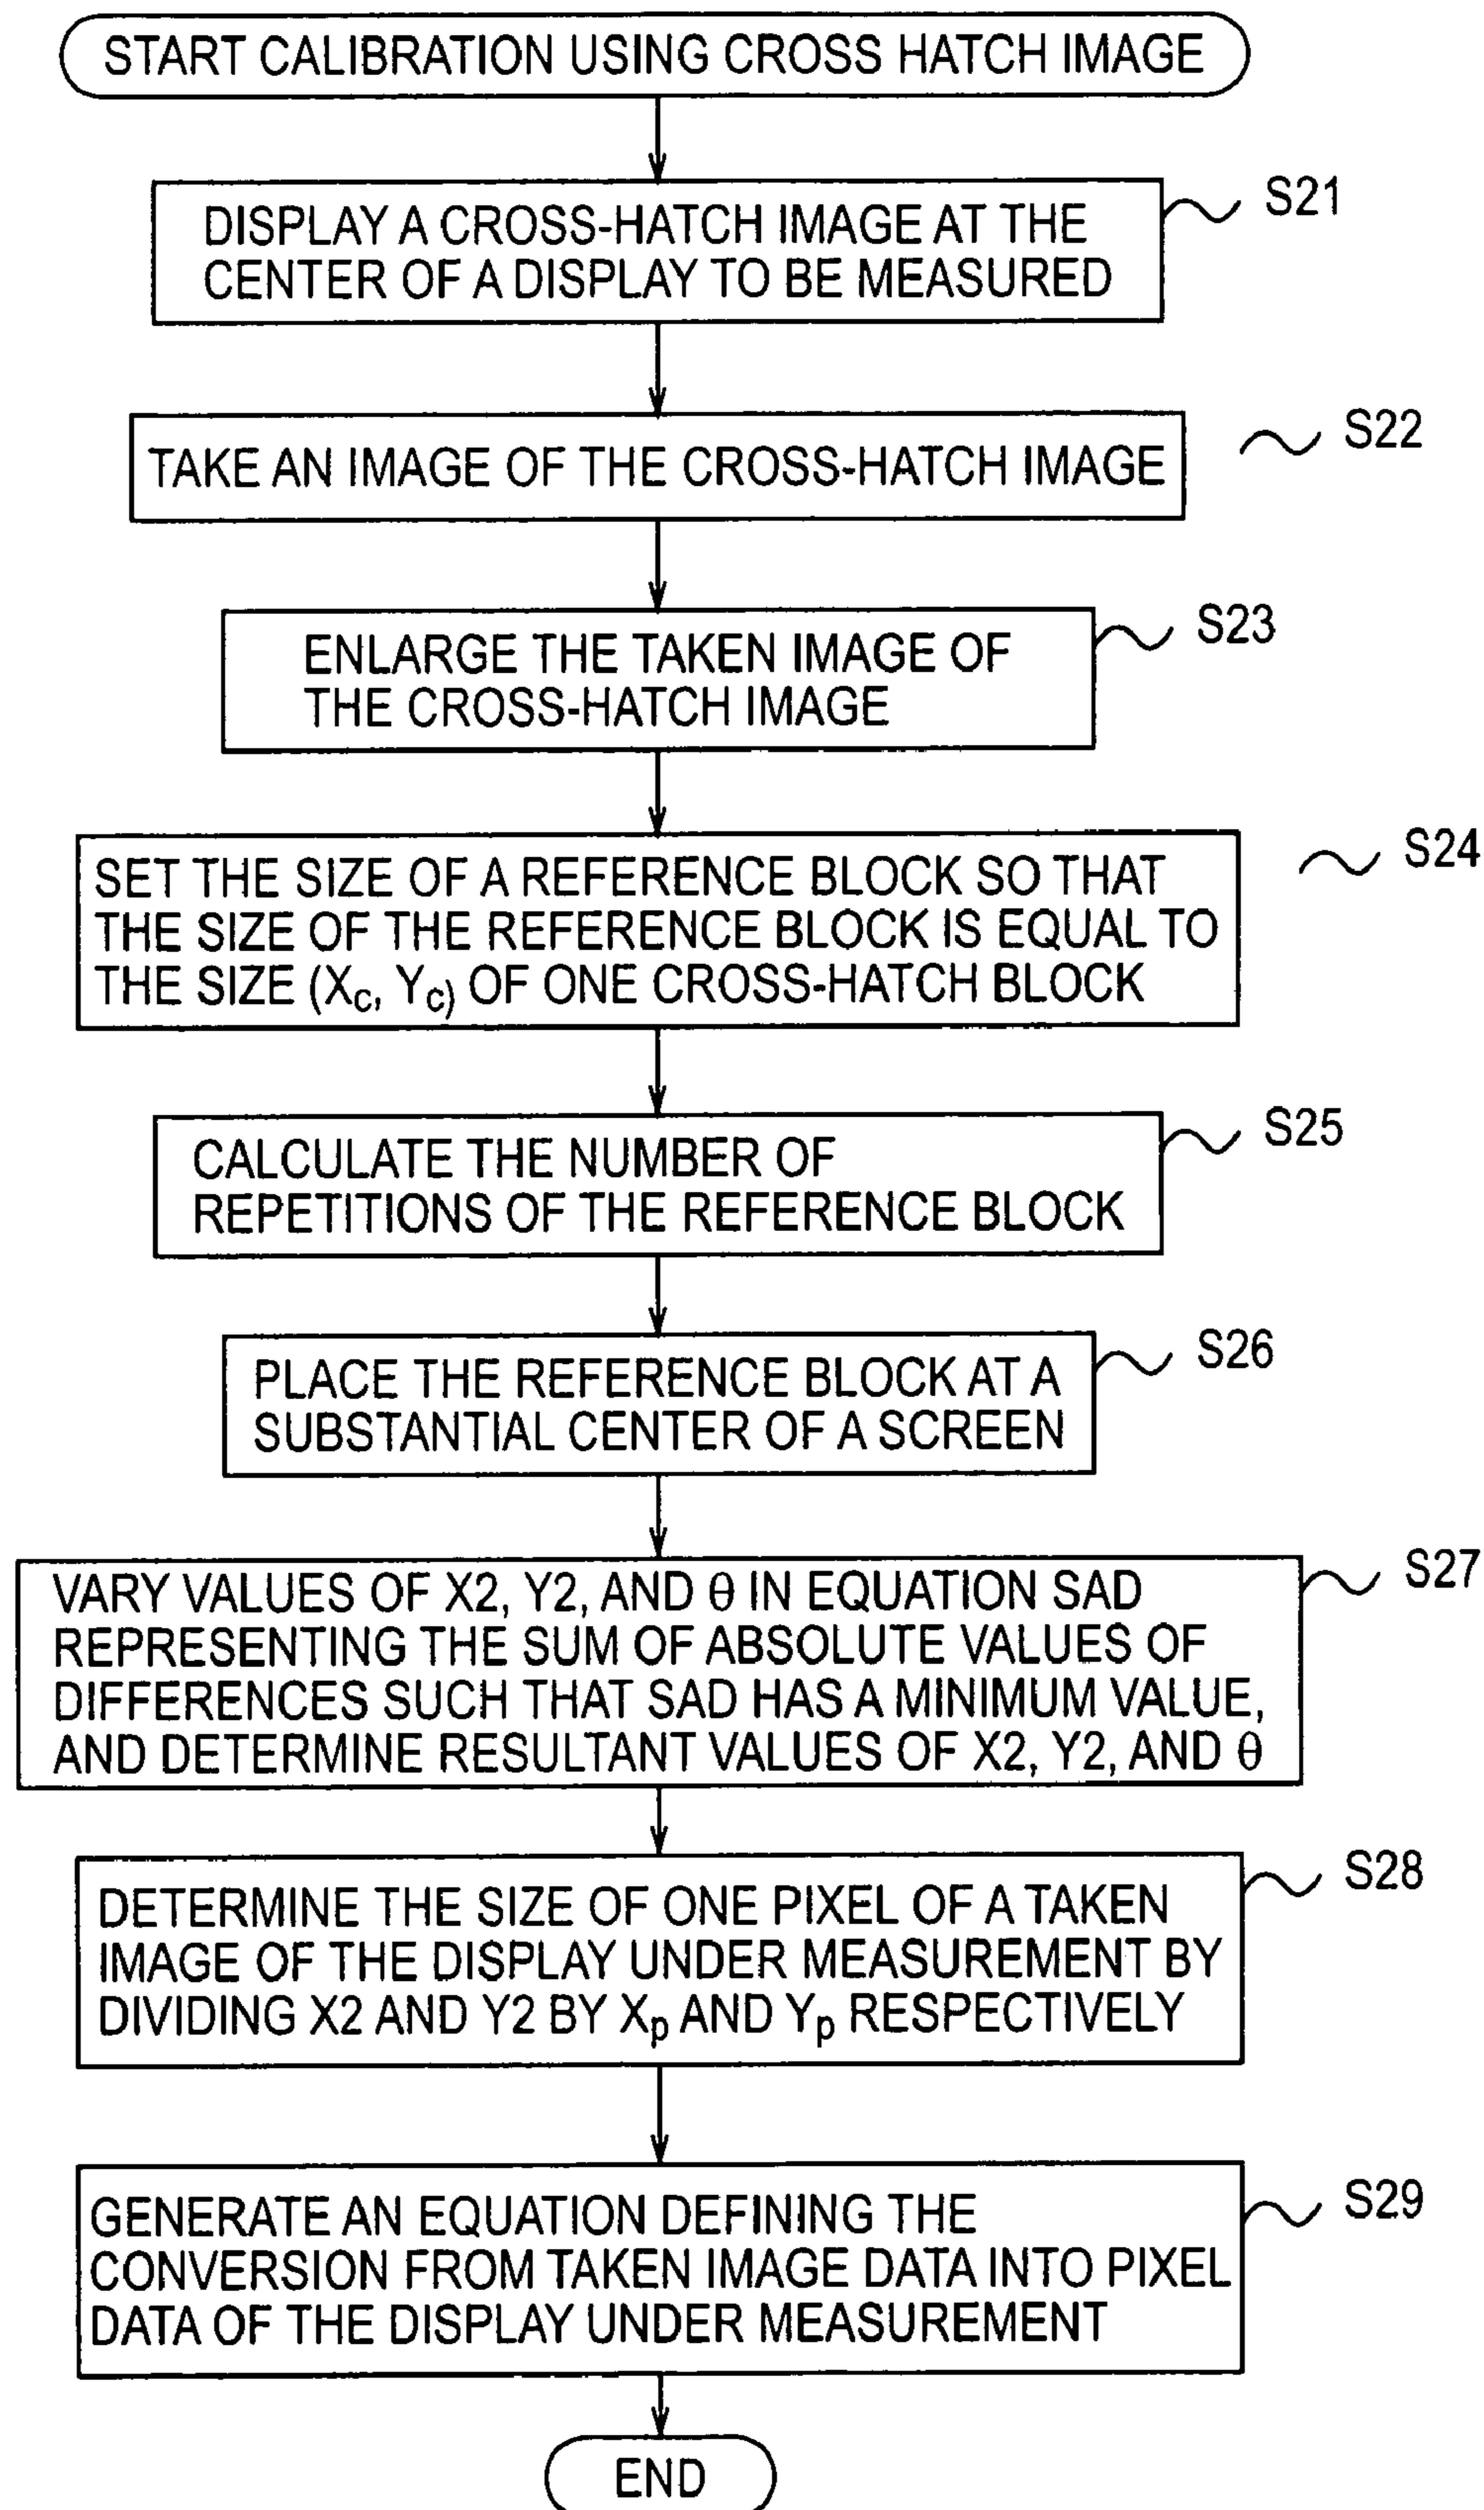 START CALIBRATION USING CROSS HATCH IMAGE
S21
DISPLAY A CROSS-HATCH IMAGE AT THE
CENTER OF A DISPLAY TO BE MEASURED
S22
TAKE AN IMAGE OF THE CROSS-HATCH IMAGE
S23
ENLARGE THE TAKEN IMAGE OF
THE CROSS-HATCH IMAGE
S24
SET THE SIZE OF A REFERENCE BLOCK SO THAT
THE SIZE OF THE REFERENCE BLOCK IS EQUAL TO
THE SIZE (Xc, Yc) OF ONE CROSS-HATCH BLOCK
S25
CALCULATE THE NUMBER OF
REPETITIONS OF THE REFERENCE BLOCK
S26
PLACE THE REFERENCE BLOCK AT A
SUBSTANTIAL CENTER OF A SCREEN
S27
VARY VALUES OF X2, Y2, AND θ IN EQUATION SAD
REPRESENTING THE SUM OF ABSOLUTE VALUES OF
DIFFERENCES SUCH THAT SAD HAS A MINIMUM VALUE,
AND DETERMINE RESULTANT VALUES OF X2, Y2, AND θ
S28
DETERMINE THE SIZE OF ONE PIXEL OF A TAKEN
IMAGE OF THE DISPLAY UNDER MEASUREMENT BY
DIVIDING X2 AND Y2 BY Xp AND Yp RESPECTIVELY
S29
GENERATE AN EQUATION DEFINING THE
CONVERSION FROM TAKEN IMAGE DATA INTO PIXEL
DATA OF THE DISPLAY UNDER MEASUREMENT
END